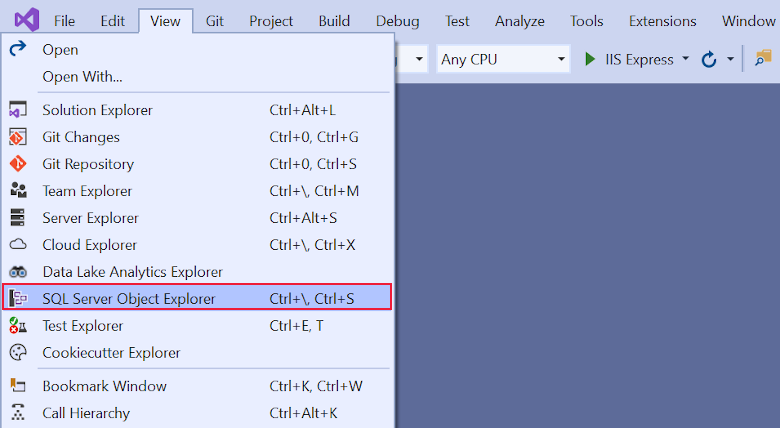 File Edit View Git Project Build Debug Test Analyze Tools Extensions Window
Any CPU IIS Express
Open
Open With...
Solution Explorer Ctrl+Alt+L
Git Changes Ctrl+0, Ctrl+G
Git Repository Ctrl+0, Ctrl+S
Team Explorer Ctrl+\, Ctrl+M
Server Explorer Ctrl+Alt+S
Cloud Explorer Ctrl+\, Ctrl+X
Data Lake Analytics Explorer
SQL Server Object Explorer Ctrl+\, Ctrl+S
Test Explorer Ctrl+E, T
Cookiecutter Explorer
Bookmark Window Ctrl+K, Ctrl+W
Call Hierarchy Ctrl+Alt+K